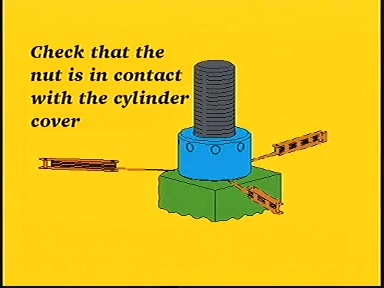 Check that the
nut is in contact
with the cylinder
cover